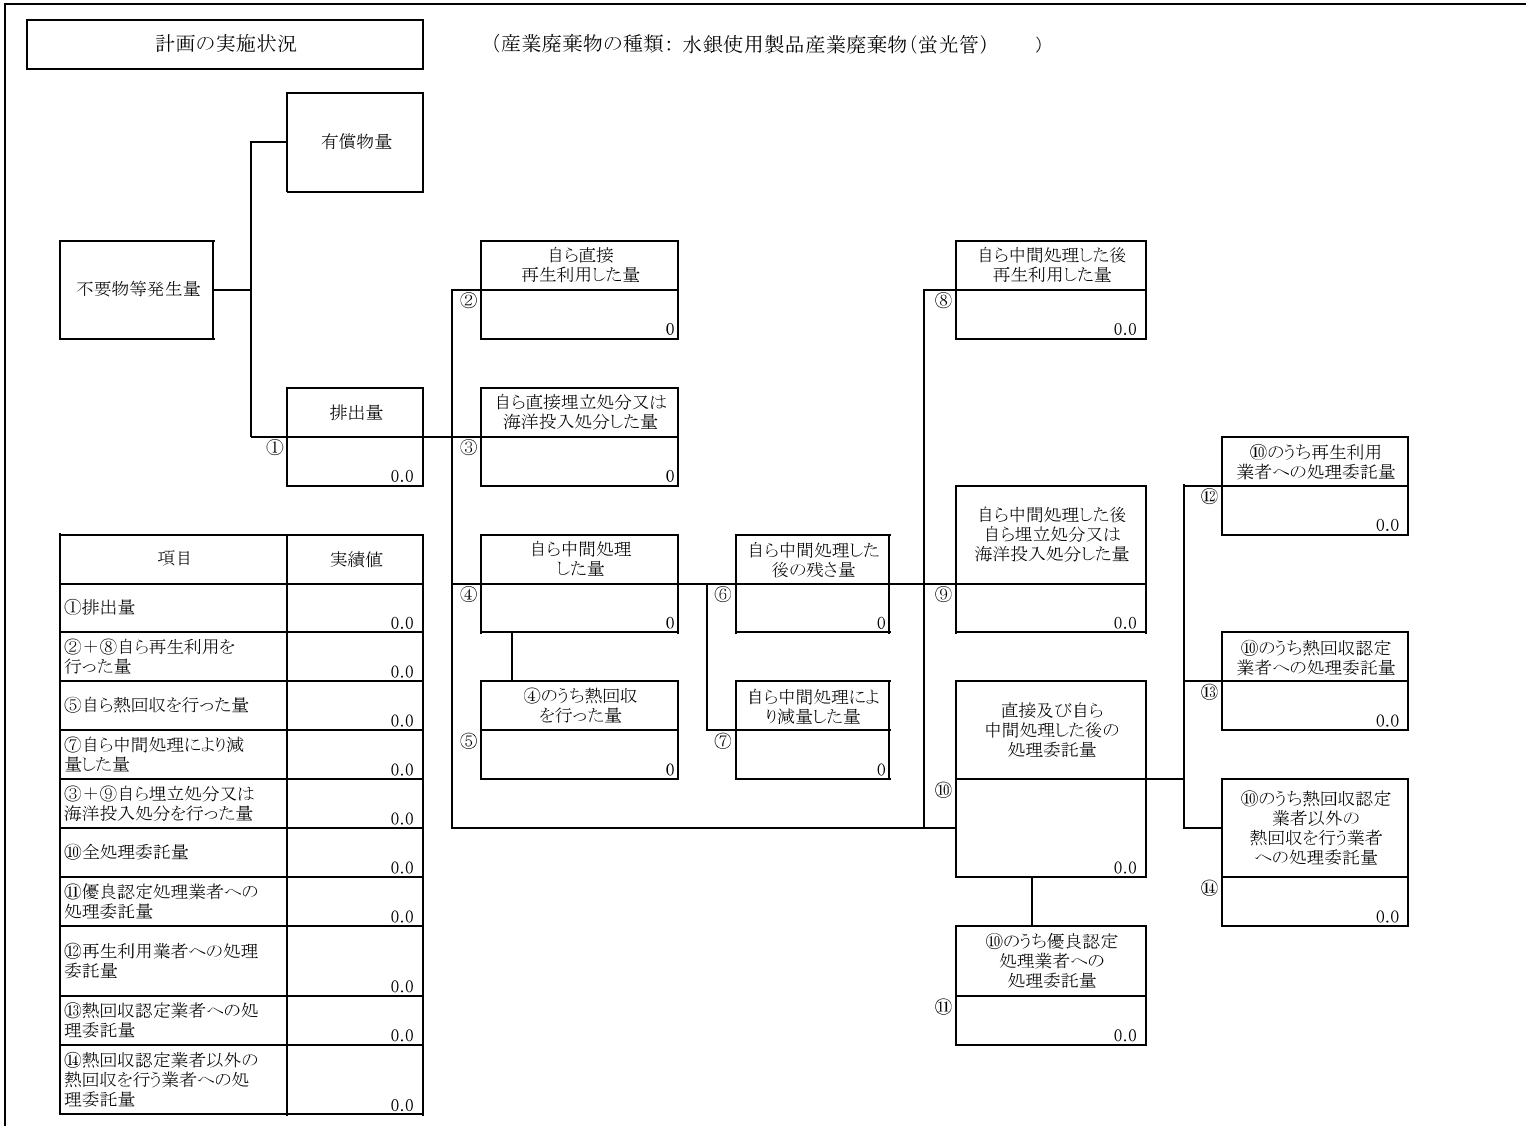 計画の実施状況
（産業廃棄物の種類： 水銀使用製品産業廃棄物（蛍光管）　　）
有償物量
不要物等発生量
排出量
①
0.0
自ら直接
再生利用した量
②
0
自ら直接埋立処分又は
海洋投入処分した量
③
0
自ら中間処理
した量
④
0
④のうち熱回収
を行った量
⑤
0
自ら中間処理した
後の残さ量
⑥
0
自ら中間処理によ
り減量した量
⑦
0
自ら中間処理した後
再生利用した量
⑧
0.0
自ら中間処理した後
自ら埋立処分又は
海洋投入処分した量
⑨
0.0
直接及び自ら
中間処理した後の
処理委託量
⑩
0.0
⑩のうち優良認定
処理業者への
処理委託量
⑪
0.0
⑩のうち再生利用
業者への処理委託量
⑫
0.0
⑩のうち熱回収認定
業者への処理委託量
⑬
0.0
⑩のうち熱回収認定
業者以外の
熱回収を行う業者
への処理委託量
⑭
0.0
項目 実績値
①排出量
0.0
②＋⑧自ら再生利用を
行った量
0.0
⑤自ら熱回収を行った量
0.0
⑦自ら中間処理により減
量した量
0.0
③＋⑨自ら埋立処分又は
海洋投入処分を行った量
0.0
⑩全処理委託量
0.0
⑪優良認定処理業者への
処理委託量
0.0
⑫再生利用業者への処理
委託量
0.0
⑬熱回収認定業者への処
理委託量
0.0
⑭熱回収認定業者以外の
熱回収を行う業者への処
理委託量
0.0